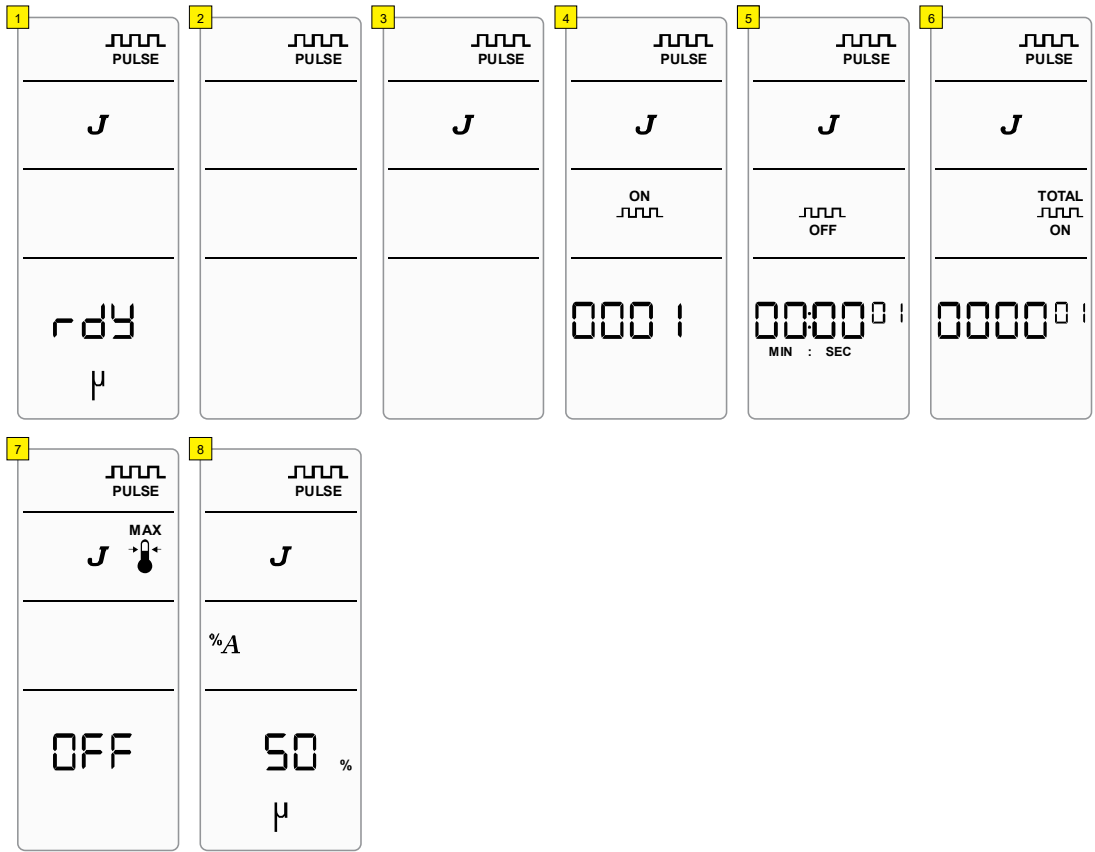 1
PULSE
J
rdY
µ
2
PULSE
3
PULSE
J
4
PULSE
J
ON
0001
5
PULSE
J
OFF
00:00 01
MIN : SEC
6
PULSE
J
TOTAL
ON
0000 01
7
PULSE
MAX
J
OFF
8
PULSE
J
%A
50 %
µ